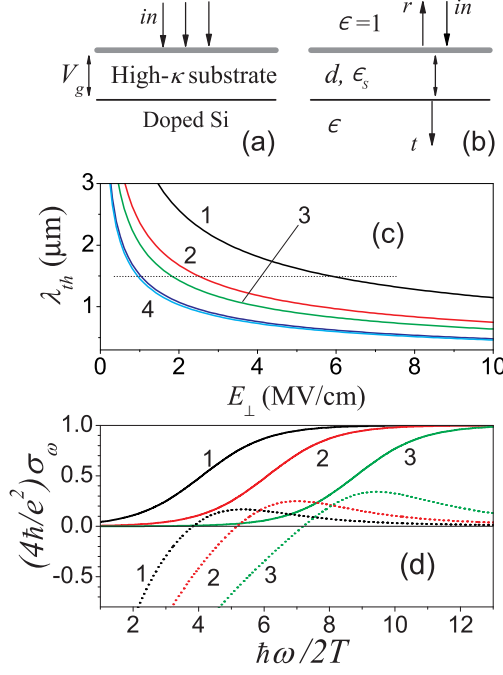 in
V_g
High-κ substrate
Doped Si
(a)
ϵ=1
r
in
d, ϵ_s
ϵ
t
(b)
λ_th (μm)
3
2
1
1
2
3
4
(c)
0 2 4 6 8 10
E_⊥ (MV/cm)
(4ħ/e²)σ_ω
1.0
0.5
0.0
-0.5
1
2
3
1
2
3
(d)
2 4 6 8 10 12
ħω/2T